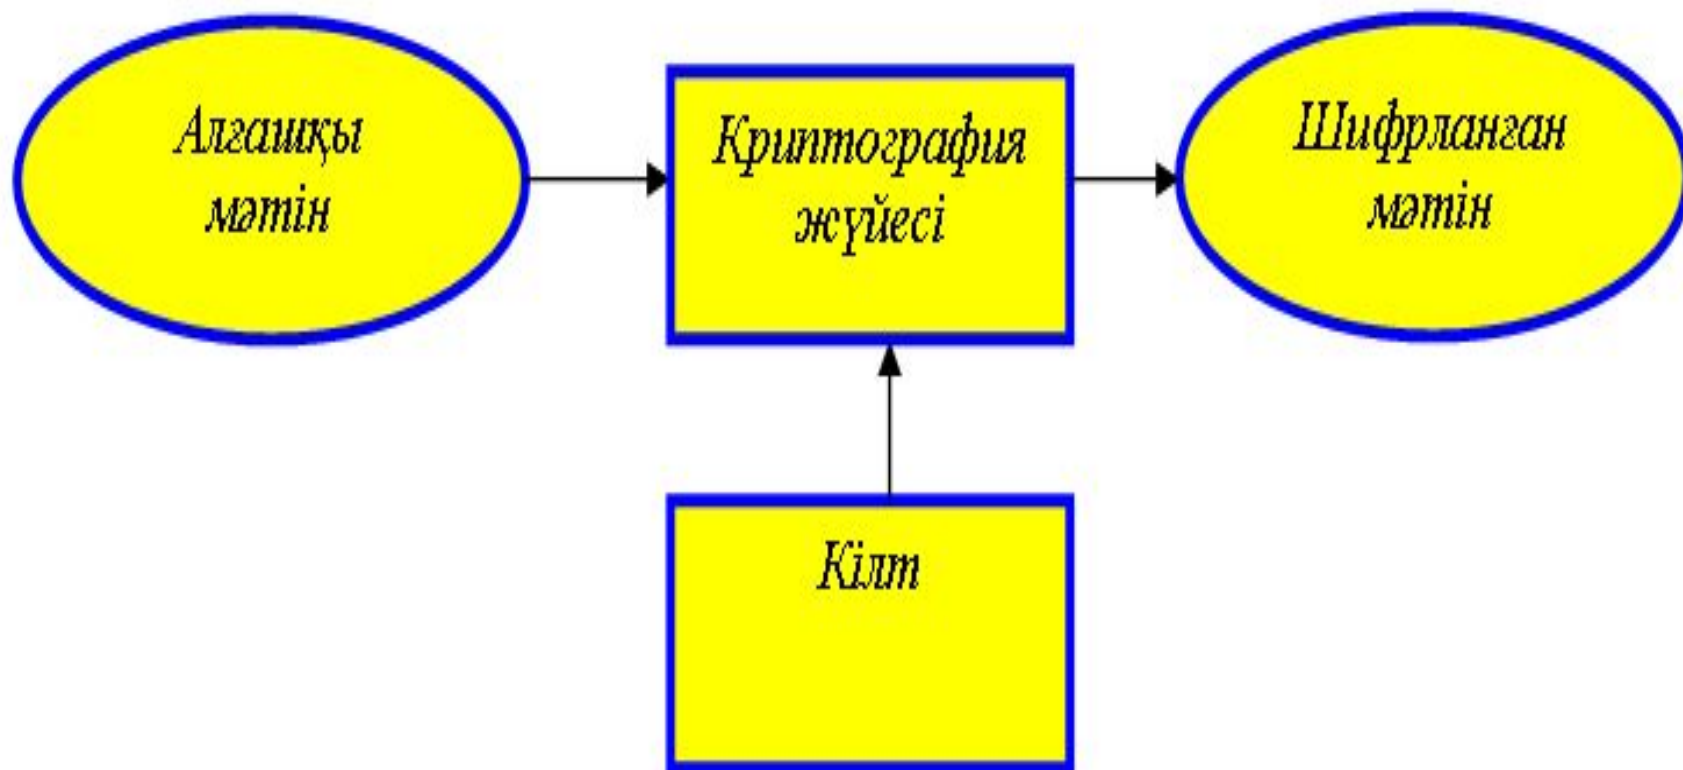 Алғашқы
мәтін
Криптография
жүйесі
Шифрланған
мәтін
Кілт